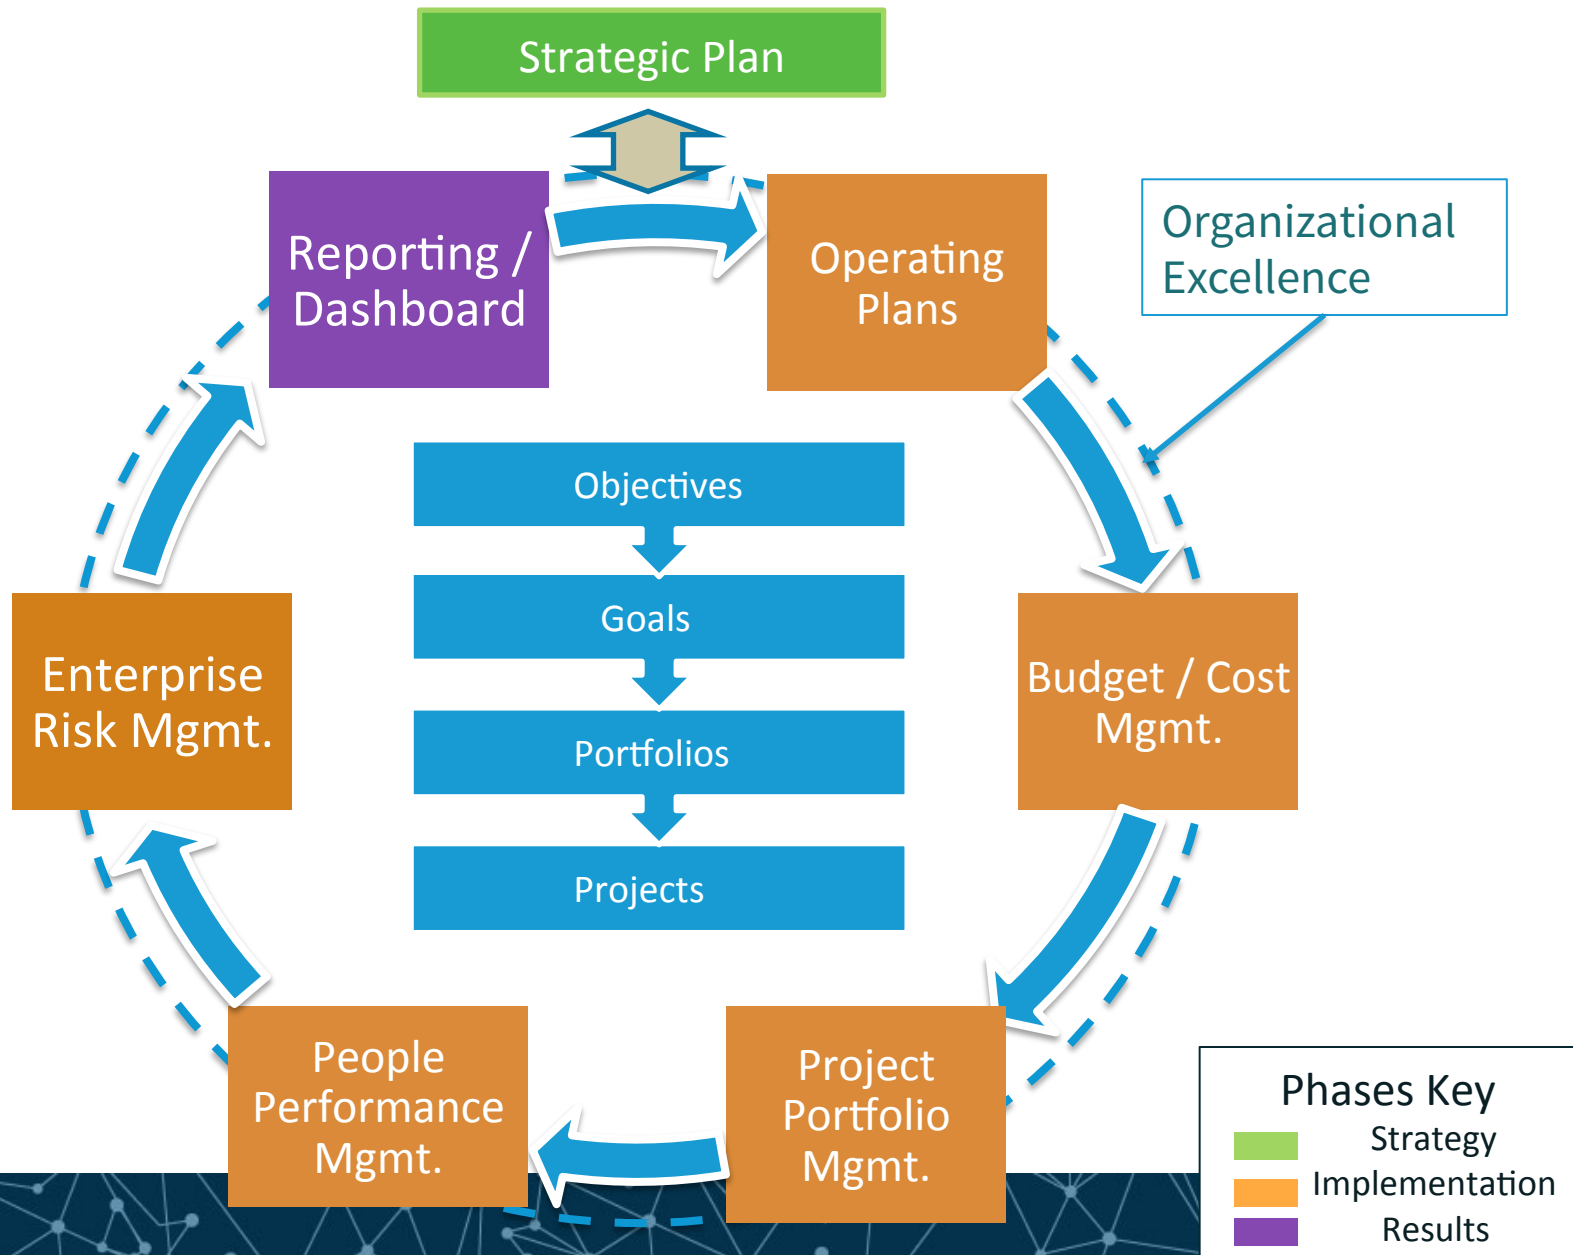 Strategic Plan
Reporting /
Dashboard
Operating
Plans
Organizational
Excellence
Objectives
Goals
Portfolios
Projects
Enterprise
Risk Mgmt.
Budget / Cost
Mgmt.
People
Performance
Mgmt.
Project
Portfolio
Mgmt.
Phases Key
Strategy
Implementation
Results